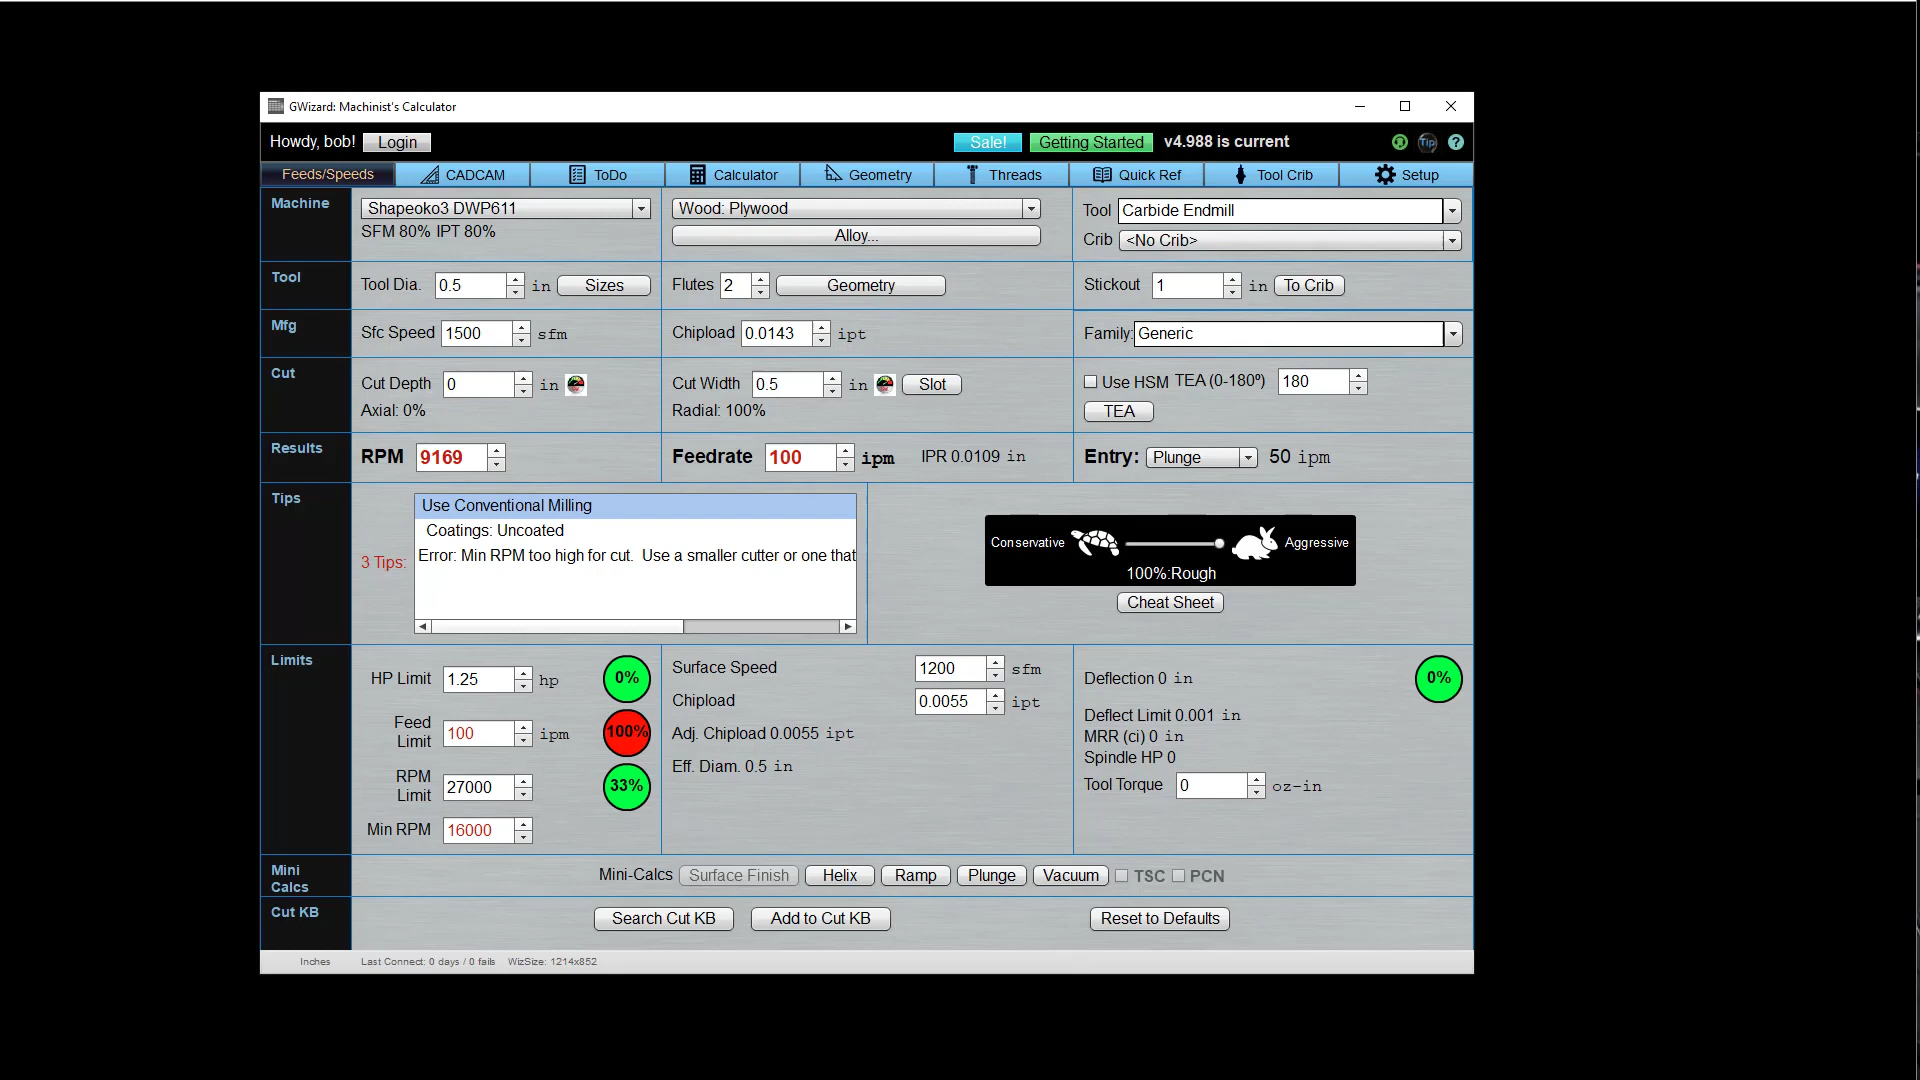 GWizard: Machinist's Calculator
Howdy, bob! Login Sale! Getting Started v4.988 is current Tip ?
Feeds/Speeds CADCAM ToDo Calculator Geometry Threads Quick Ref Tool Crib Setup
Machine Shapeoko3 DWP611 Wood: Plywood Tool Carbide Endmill
SFM 80% IPT 80% Alloy... Crib <No Crib>
Tool Tool Dia. 0.5 in Sizes Flutes 2 Geometry Stickout 1 in To Crib
Mfg Sfc Speed 1500 sfm Chipload 0.0143 ipt Family: Generic
Cut Cut Depth 0 in Cut Width 0.5 in Slot Use HSM TEA (0-180º) 180
Axial: 0% Radial: 100% TEA
Results RPM 9169 Feedrate 100 ipm IPR 0.0109 in Entry: Plunge 50 ipm
Tips Use Conventional Milling
Coatings: Uncoated
3 Tips: Error: Min RPM too high for cut. Use a smaller cutter or one that
Conservative Aggressive
100%:Rough
Cheat Sheet
Limits
HP Limit 1.25 hp 0% Surface Speed 1200 sfm Deflection 0 in 0%
Feed Limit 100 ipm 100% Chipload 0.0055 ipt Deflect Limit 0.001 in
Adj. Chipload 0.0055 ipt MRR (ci) 0 in
Eff. Diam. 0.5 in Spindle HP 0
RPM Limit 27000 33% Tool Torque 0 oz-in
Min RPM 16000
Mini Calcs Mini-Calcs Surface Finish Helix Ramp Plunge Vacuum TSC PCN
Cut KB Search Cut KB Add to Cut KB Reset to Defaults
Inches Last Connect: 0 days / 0 fails WizSize: 1214x852